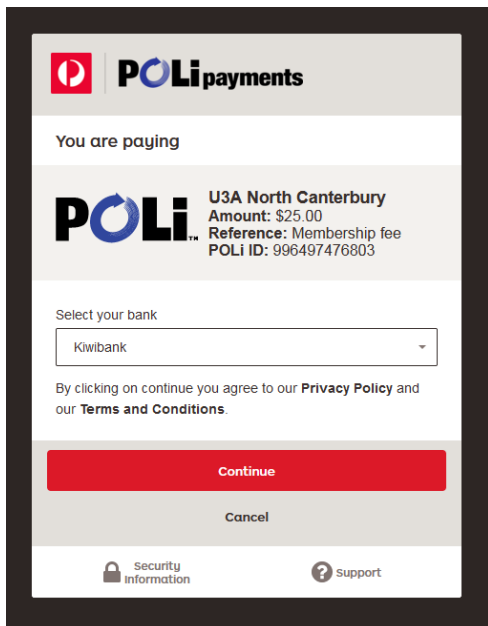 POLi payments
You are paying
POLi™
U3A North Canterbury
Amount: $25.00
Reference: Membership fee
POLi ID: 996497476803
Select your bank
Kiwibank
By clicking on continue you agree to our Privacy Policy and
our Terms and Conditions.
Continue
Cancel
Security
Information
Support